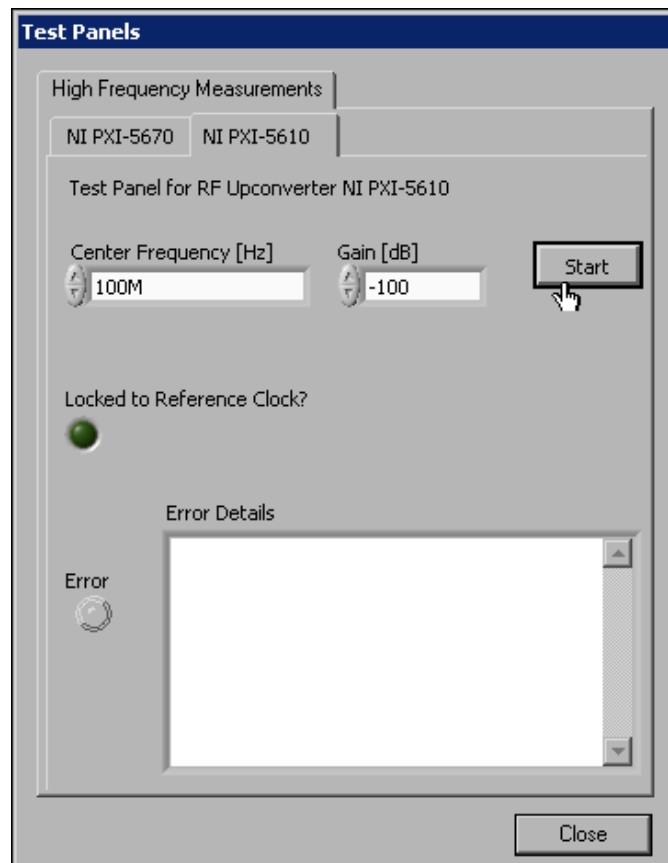 Test Panels
High Frequency Measurements
NI PXI-5670 NI PXI-5610
Test Panel for RF Upconverter NI PXI-5610
Center Frequency [Hz] Gain [dB]
100M -100 Start
Locked to Reference Clock?
Error Details
Error
Close